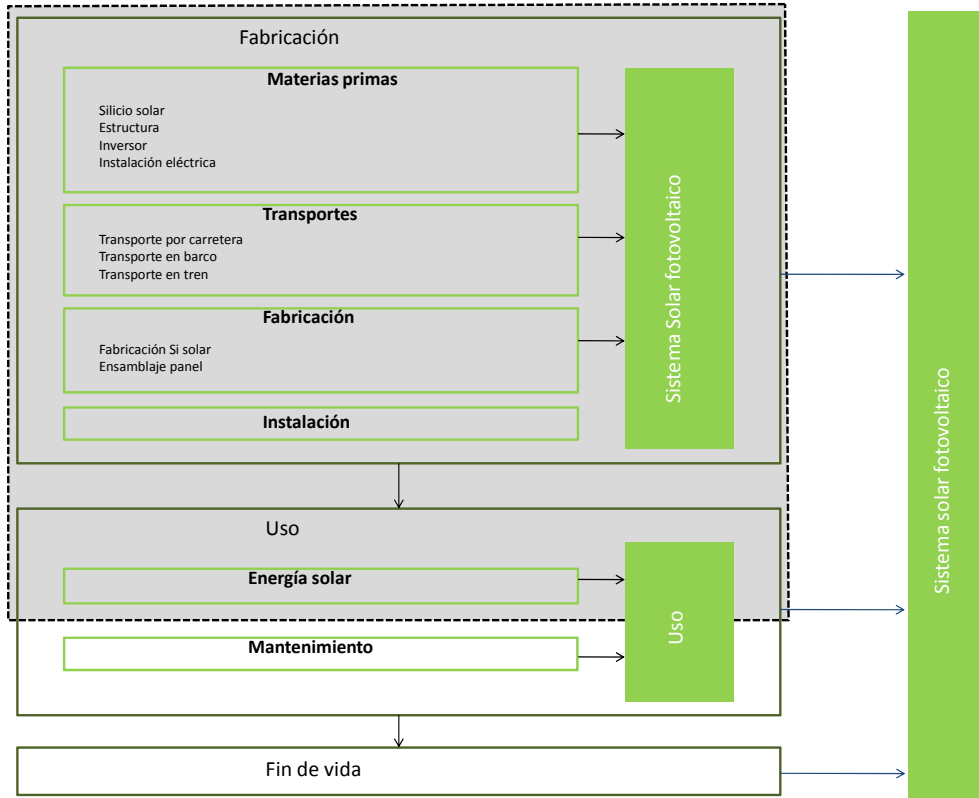 Fabricación
Materias primas
Silicio solar
Estructura
Inversor
Instalación eléctrica
Transportes
Transporte por carretera
Transporte en barco
Transporte en tren
Fabricación
Fabricación Si solar
Ensamblaje panel
Instalación
Sistema Solar fotovoltaico
Uso
Energía solar
Mantenimiento
Uso
Fin de vida
Sistema solar fotovoltaico